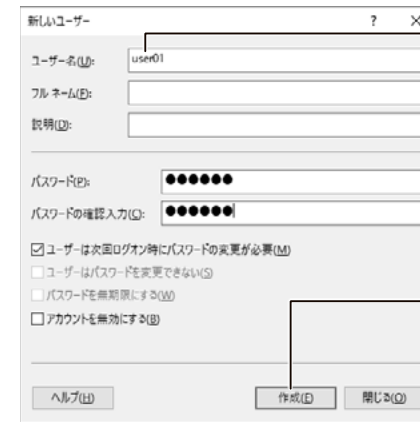 新しいユーザー ? ×
ユーザー名(U): user01
フル ネーム(F):
説明(D):
パスワード(P): ●●●●●●
パスワードの確認入力(C): ●●●●●●
ユーザーは次回ログオン時にパスワードの変更が必要(M)
ユーザーはパスワードを変更できない(S)
パスワードを無期限にする(W)
アカウントを無効にする(B)
ヘルプ(H) 作成(E) 閉じる(O)